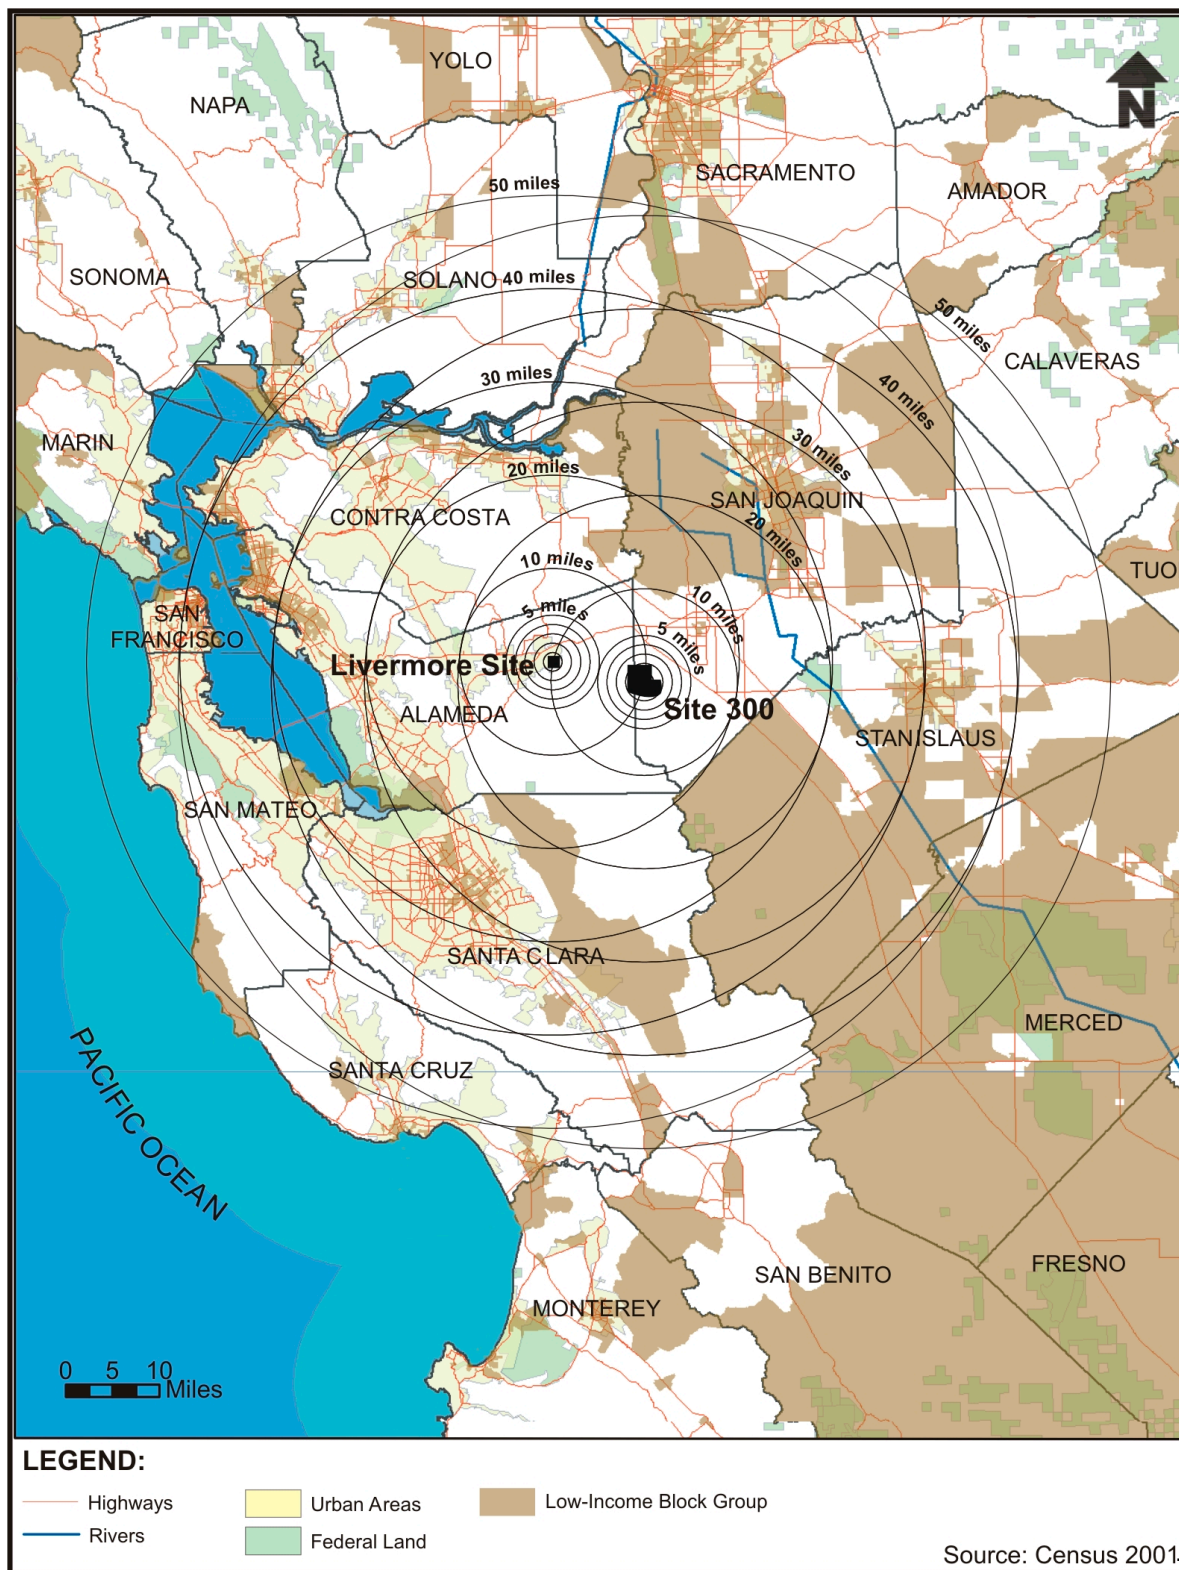 YOLO
NAPA
N
SACRAMENTO
50 miles
AMADOR
SONOMA
SOLANO
40 miles
50 miles
CALAVERAS
30 miles
40 miles
MARIN
30 miles
20 miles
SAN JOAQUIN
CONTRA COSTA
20 miles
10 miles
TUO
10 miles
5 miles
SAN
FRANCISCO
5 miles
Livermore Site
Site 300
ALAMEDA
STANISLAUS
SAN MATEO
SANTA CLARA
MERCED
SANTA CRUZ
PACIFIC OCEAN
FRESNO
SAN BENITO
MONTEREY
0 5 10
Miles
LEGEND:
Highways
Urban Areas
Low-Income Block Group
Rivers
Federal Land
Source: Census 2001.